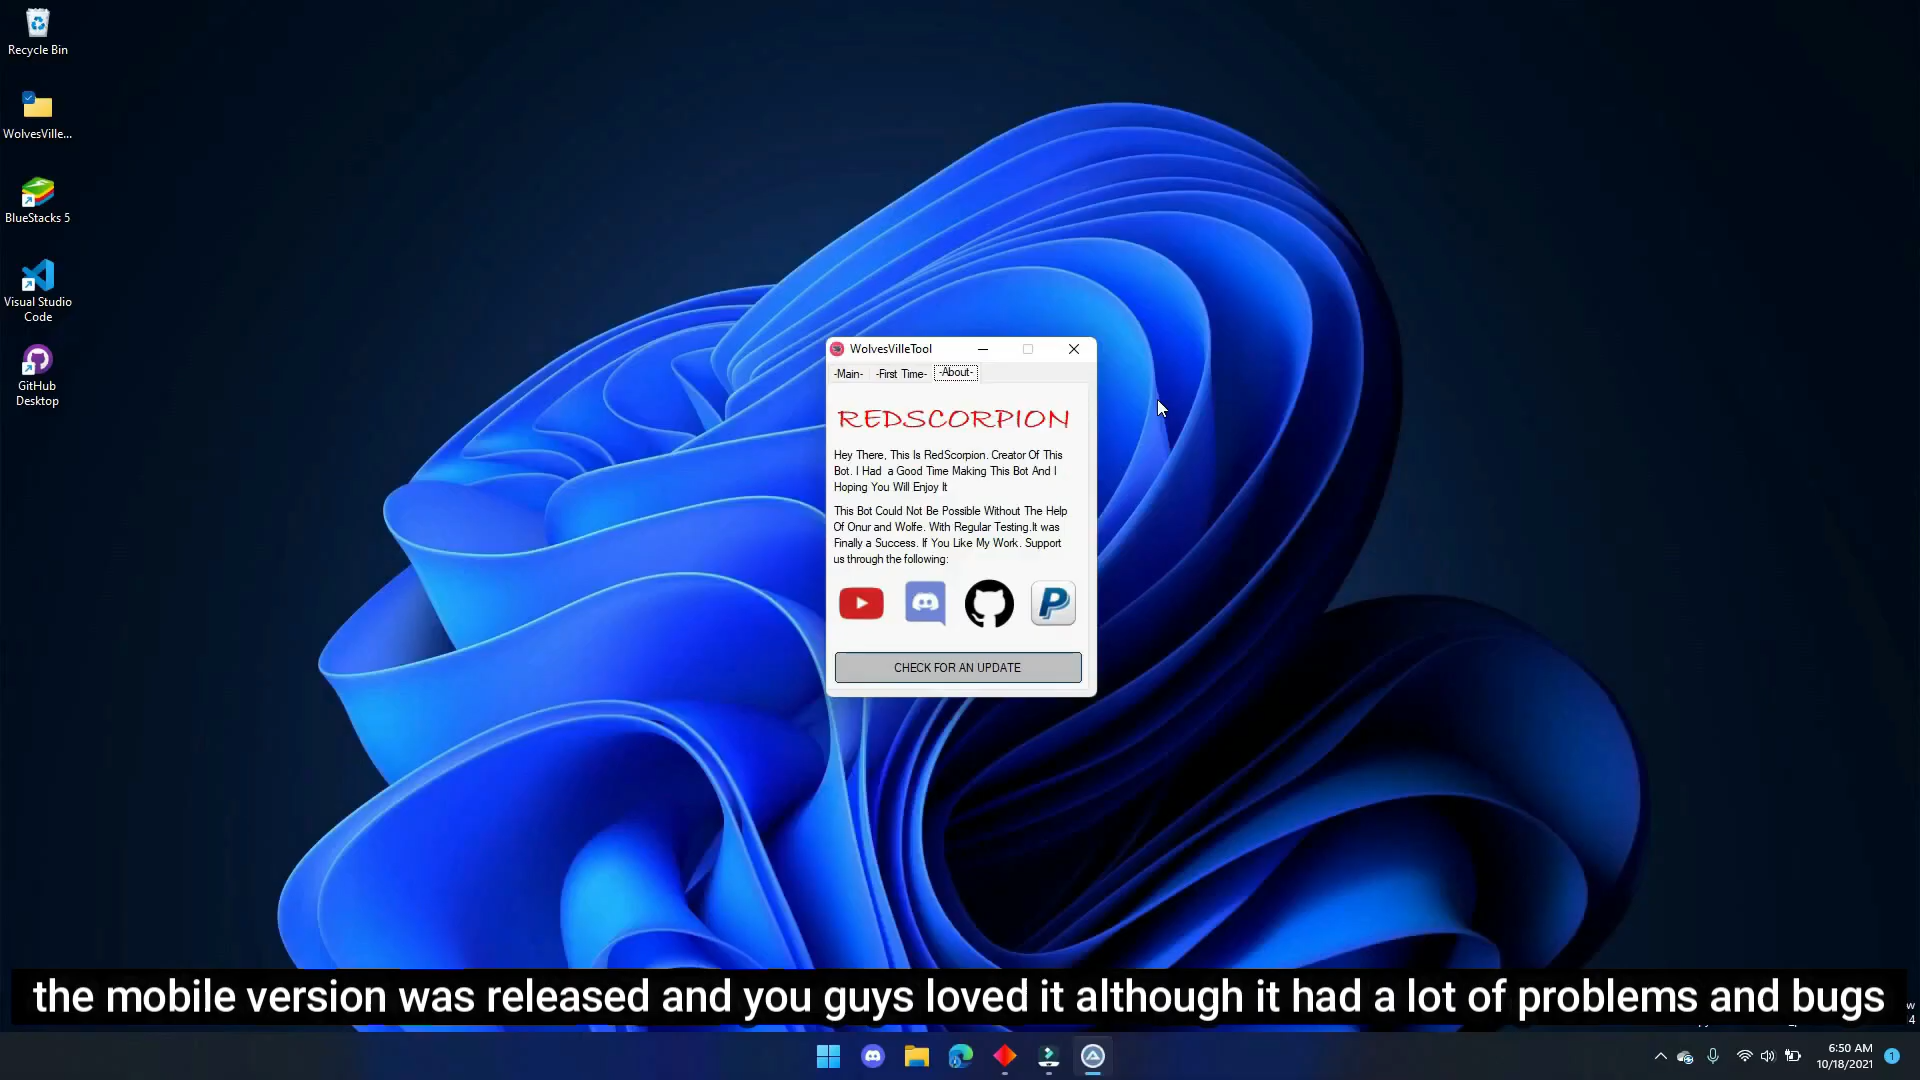 Recycle Bin
WolvesVille...
BlueStacks 5
Visual Studio
Code
GitHub
Desktop
WolvesVilleTool
-Main-
-First Time-
-About-
REDSCORPION
Hey There, This Is RedScorpion. Creator Of This
Bot. I Had a Good Time Making This Bot And I
Hoping You Will Enjoy It
This Bot Could Not Be Possible Without The Help
Of Onur and Wolfe. With Regular Testing.It was
Finally a Success. If You Like My Work. Support
us through the following:
CHECK FOR AN UPDATE
the mobile version was released and you guys loved it although it had a lot of problems and bugs
6:50 AM
10/18/2021
1